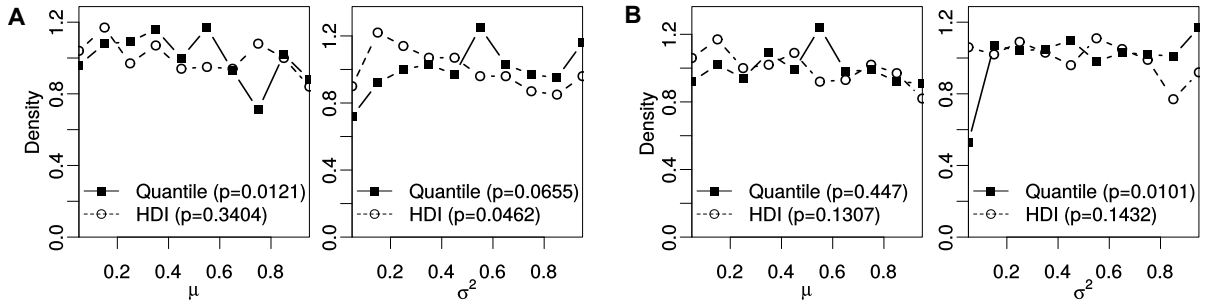 A
Density
0.0 0.4 0.8 1.2
Quantile (p=0.0121)
HDI (p=0.3404)
0.2 0.4 0.6 0.8
μ
0.0 0.4 0.8 1.2
Quantile (p=0.0655)
HDI (p=0.0462)
0.2 0.4 0.6 0.8
σ²
B
Density
0.0 0.4 0.8 1.2
Quantile (p=0.447)
HDI (p=0.1307)
0.2 0.4 0.6 0.8
μ
0.0 0.4 0.8 1.2
Quantile (p=0.0101)
HDI (p=0.1432)
0.2 0.4 0.6 0.8
σ²